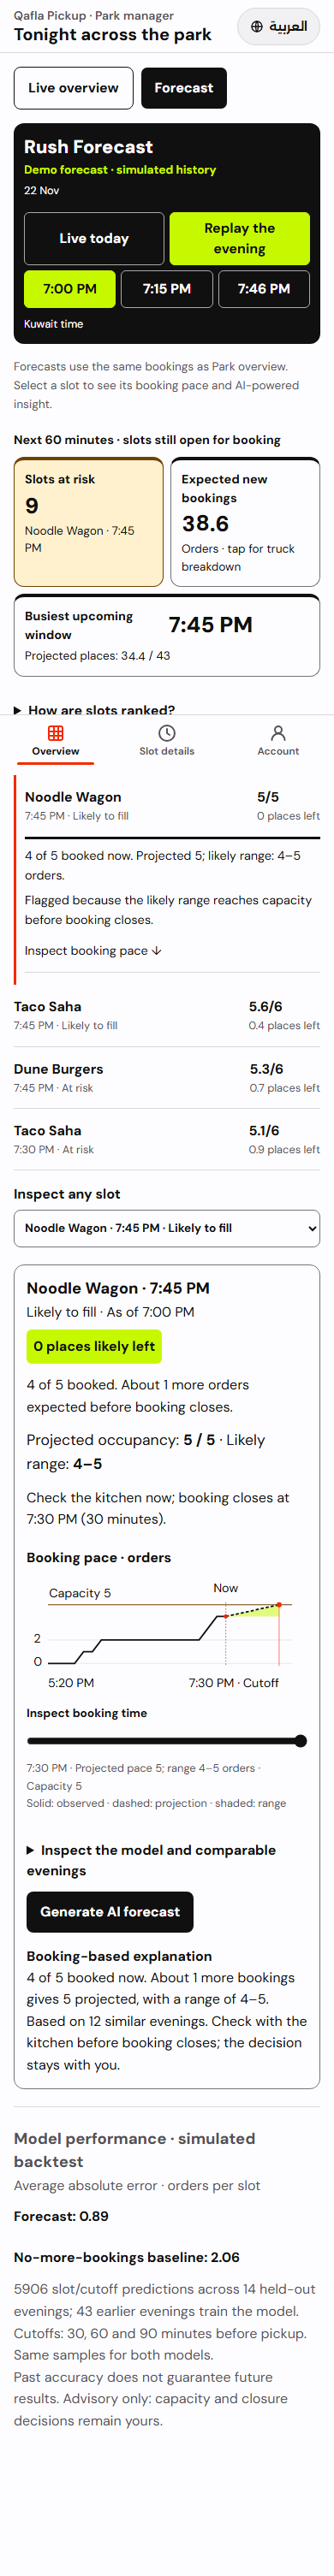 Qafla Pickup · Park manager
Tonight across the park
العربية
Live overview
Forecast
Rush Forecast
Demo forecast · simulated history
22 Nov
Live today
Replay the
evening
7:00 PM
7:15 PM
7:46 PM
Kuwait time
Forecasts use the same bookings as Park overview.
Select a slot to see its booking pace and AI-powered
insight.
Next 60 minutes · slots still open for booking
Slots at risk
9
Noodle Wagon · 7:45
PM
Expected new
bookings
38.6
Orders · tap for truck
breakdown
Busiest upcoming
window
7:45 PM
Projected places: 34.4 / 43
How are slots ranked?
Overview
Slot details
Account
Noodle Wagon
5/5
7:45 PM · Likely to fill
0 places left
4 of 5 booked now. Projected 5; likely range: 4–5
orders.
Flagged because the likely range reaches capacity
before booking closes.
Inspect booking pace ↓
Taco Saha
5.6/6
7:45 PM · Likely to fill
0.4 places left
Dune Burgers
5.3/6
7:45 PM · At risk
0.7 places left
Taco Saha
5.1/6
7:30 PM · At risk
0.9 places left
Inspect any slot
Noodle Wagon · 7:45 PM · Likely to fill
Noodle Wagon · 7:45 PM
Likely to fill · As of 7:00 PM
0 places likely left
4 of 5 booked. About 1 more orders
expected before booking closes.
Projected occupancy: 5 / 5 · Likely
range: 4–5
Check the kitchen now; booking closes at
7:30 PM (30 minutes).
Booking pace · orders
Now
Capacity 5
2
0
5:20 PM
7:30 PM · Cutoff
Inspect booking time
7:30 PM · Projected pace 5; range 4–5 orders ·
Capacity 5
Solid: observed · dashed: projection · shaded: range
Inspect the model and comparable
evenings
Generate AI forecast
Booking-based explanation
4 of 5 booked now. About 1 more bookings
gives 5 projected, with a range of 4–5.
Based on 12 similar evenings. Check with the
kitchen before booking closes; the decision
stays with you.
Model performance · simulated
backtest
Average absolute error · orders per slot
Forecast: 0.89
No-more-bookings baseline: 2.06
5906 slot/cutoff predictions across 14 held-out
evenings; 43 earlier evenings train the model.
Cutoffs: 30, 60 and 90 minutes before pickup.
Same samples for both models.
Past accuracy does not guarantee future
results. Advisory only: capacity and closure
decisions remain yours.